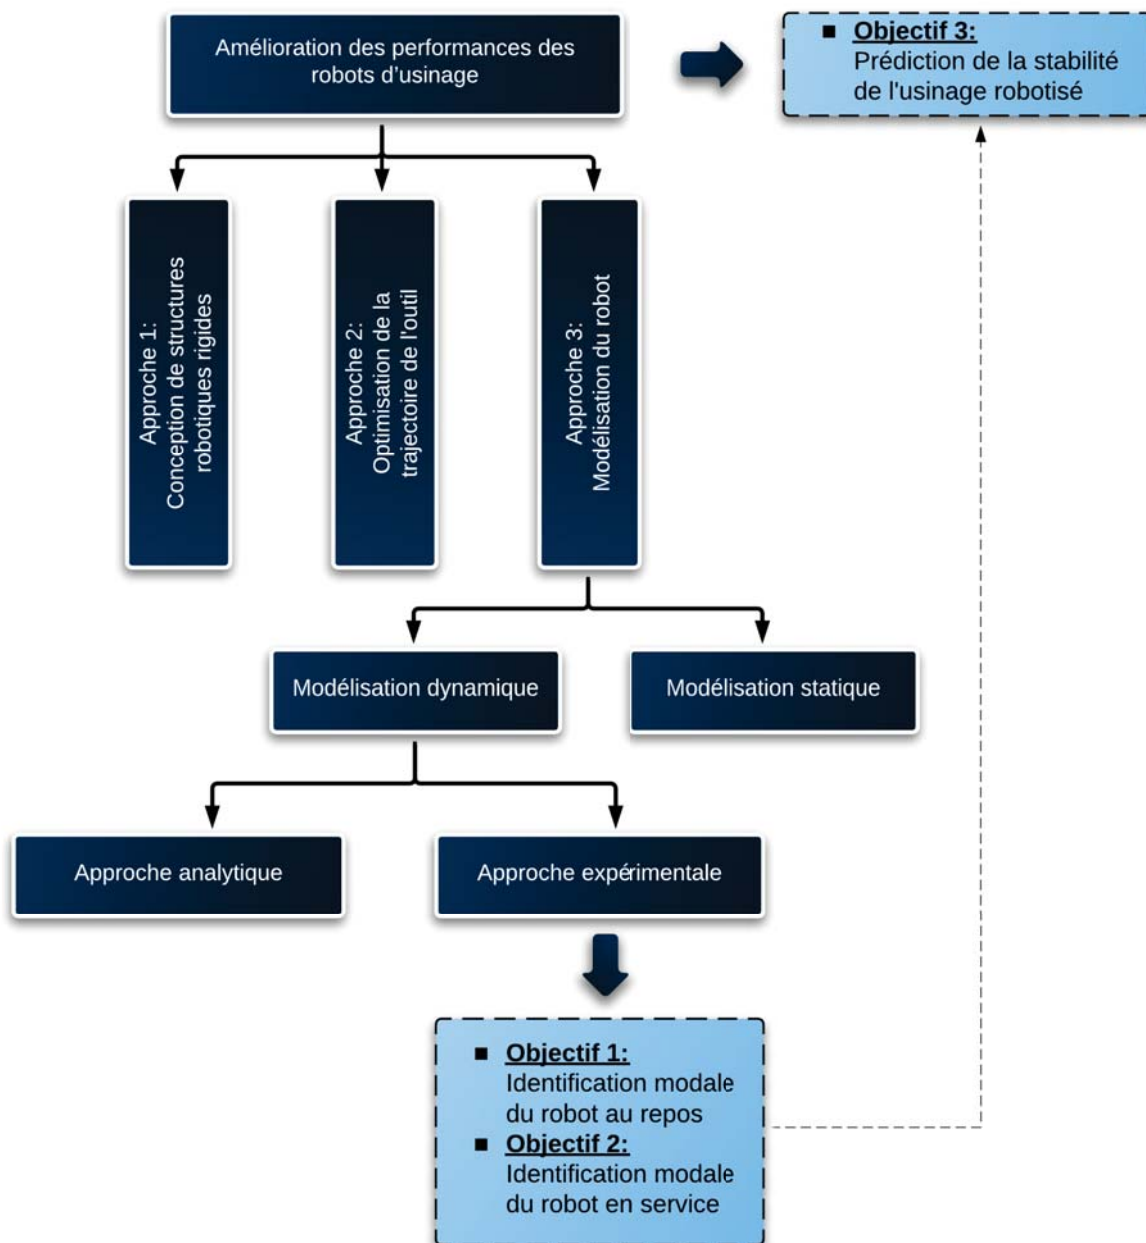 Amélioration des performances des
robots d'usinage
■ Objectif 3:
Prédiction de la stabilité
de l'usinage robotisé
Approche 1:
Conception de structures
robotiques rigides
Approche 2:
Optimisation de la
trajectoire de l'outil
Approche 3:
Modélisation du robot
Modélisation dynamique
Modélisation statique
Approche analytique
Approche expérimentale
■ Objectif 1:
Identification modale
du robot au repos
■ Objectif 2:
Identification modale
du robot en service